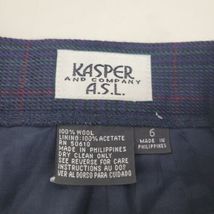 KASPER
AND COMPANY
A.S.L.
100% WOOL
LINING: 100% ACETATE
RN 50610
MADE IN PHILIPPINES
DRY CLEAN ONLY
SEE REVERSE FOR CARE
INSTRUCTIONS AU DOS
VER AL DORSO PARA CUIDADO
6
MADE IN
PHILIPPINES